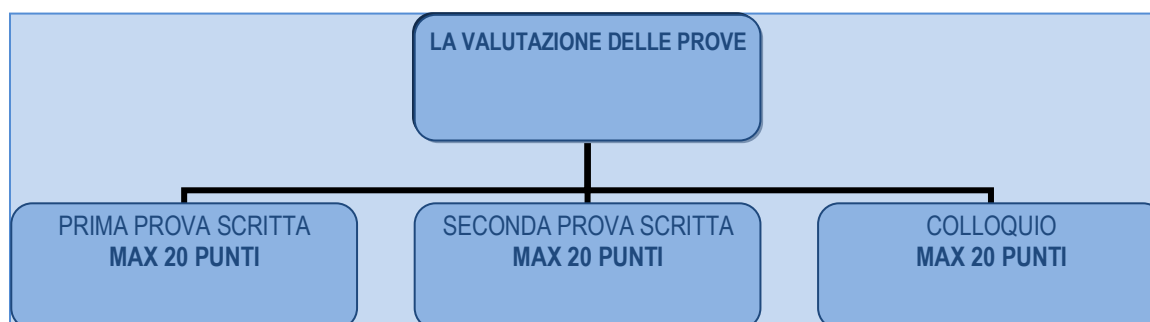 LA VALUTAZIONE DELLE PROVE
PRIMA PROVA SCRITTA
MAX 20 PUNTI
SECONDA PROVA SCRITTA
MAX 20 PUNTI
COLLOQUIO
MAX 20 PUNTI